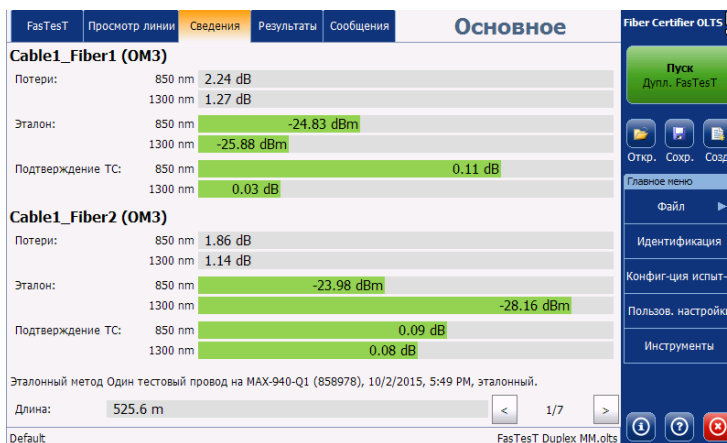 FasTesT Просмотр линии Сведения Результаты Сообщения Основное
Cable1_Fiber1 (OM3)
Потери: 850 nm 2.24 dB
1300 nm 1.27 dB
Эталон: 850 nm -24.83 dBm
1300 nm -25.88 dBm
Подтверждение ТС: 850 nm 0.11 dB
1300 nm 0.03 dB
Cable1_Fiber2 (OM3)
Потери: 850 nm 1.86 dB
1300 nm 1.14 dB
Эталон: 850 nm -23.98 dBm
1300 nm -28.16 dBm
Подтверждение ТС: 850 nm 0.09 dB
1300 nm 0.08 dB
Эталонный метод Один тестовый провод на MAX-940-Q1 (858978), 10/2/2015, 5:49 PM, эталонный.
Длина: 525.6 m < 1/7 >
Default FasTesT Duplex MM.olts
Fiber Certifier OLTS
Пуск
Дупл. FasTesT
Откр. Сохр. Созд
Главное меню
Файл
Идентификация
Конфиг-ция испыт-
Пользов. настройки
Инструменты